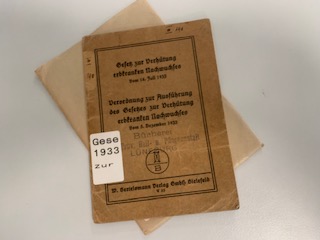 Gesetz zur Verhütung
erbkranken Nachwuchses
Vom 14. Juli 1933
Verordnung zur Ausführung
des Gesetzes zur Verhütung
erbkranken Nachwuchses
Vom 5. Dezember 1933
Bücherei
B
W. Bertelsmann Verlag GmbH Bielefeld
Gese
1933
zur